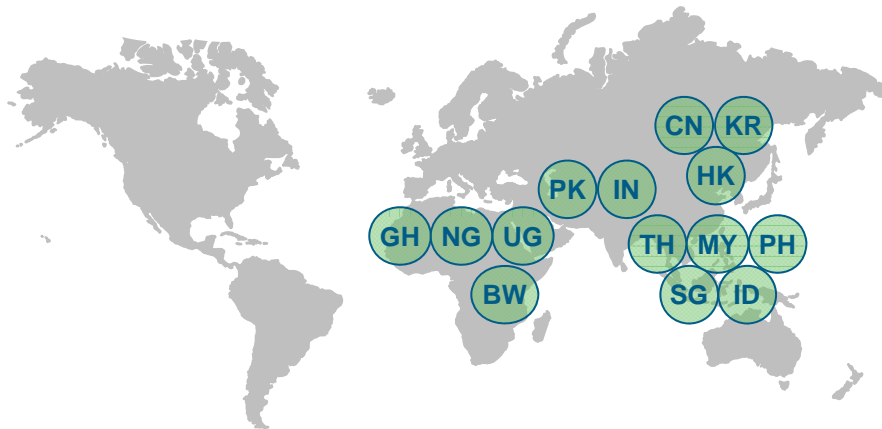 CN KR
HK
PK IN
GH NG UG
TH MY PH
BW
SG ID